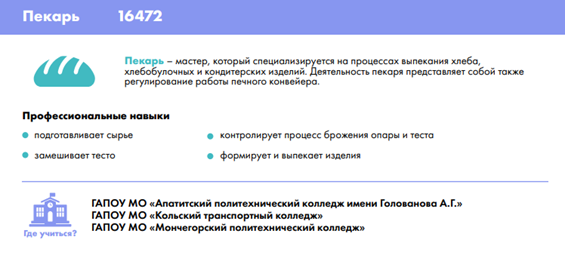 Пекарь 16472
Пекарь – мастер, который специализируется на процессах выпекания хлеба,
хлебобулочных и кондитерских изделий. Деятельность пекаря представляет собой также
регулирование работы печного конвейера.
Профессиональные навыки
подготавливает сырье
контролирует процесс брожения опары и теста
замешивает тесто
формирует и выпекает изделия
ГАПОУ МО «Апатитский политехнический колледж имени Голованова А.Г.»
ГАПОУ МО «Кольский транспортный колледж»
ГАПОУ МО «Мончегорский политехнический колледж»
Где учиться?